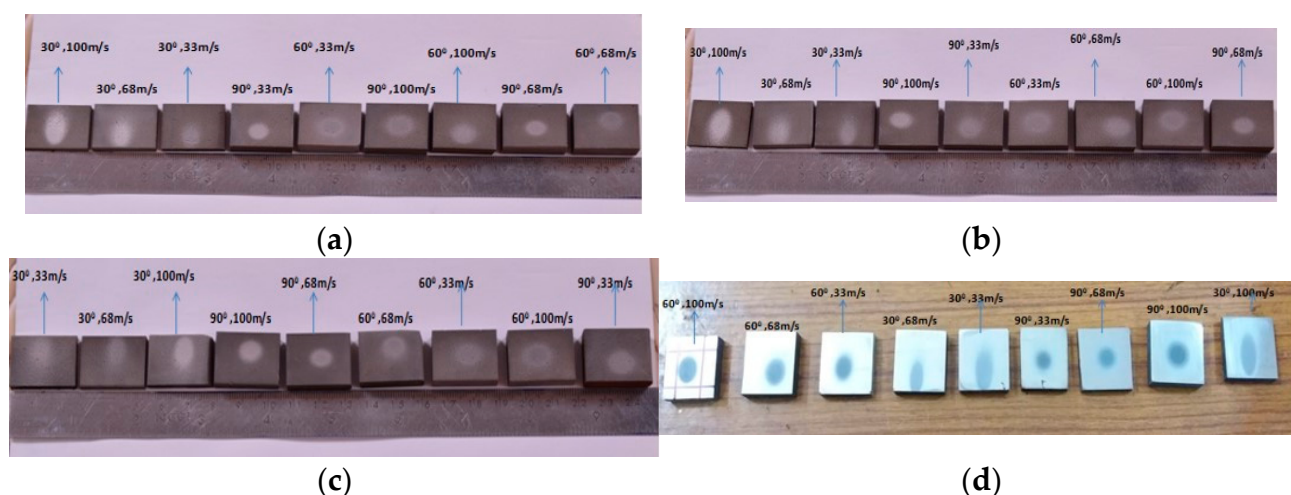 30⁰ ,100m/s 30⁰ ,33m/s 60⁰ ,33m/s 60⁰ ,100m/s 60⁰ ,68m/s
30⁰ ,68m/s 90⁰ ,33m/s 90⁰ ,100m/s 90⁰ ,68m/s
(a)
30⁰ ,100m/s 30⁰ ,33m/s 90⁰ ,33m/s 60⁰ ,68m/s 90⁰ ,68m/s
30⁰ ,68m/s 90⁰ ,100m/s 60⁰ ,33m/s 60⁰ ,100m/s
(b)
30⁰ ,33m/s 30⁰ ,100m/s 90⁰ ,68m/s 60⁰ ,33m/s 90⁰ ,33m/s
30⁰ ,68m/s 90⁰ ,100m/s 60⁰ ,68m/s 60⁰ ,100m/s
(c)
60⁰ ,100m/s 60⁰ ,33m/s 30⁰ ,33m/s 90⁰ ,68m/s 30⁰ ,100m/s
60⁰ ,68m/s 30⁰ ,68m/s 90⁰ ,33m/s 90⁰ ,100m/s
(d)